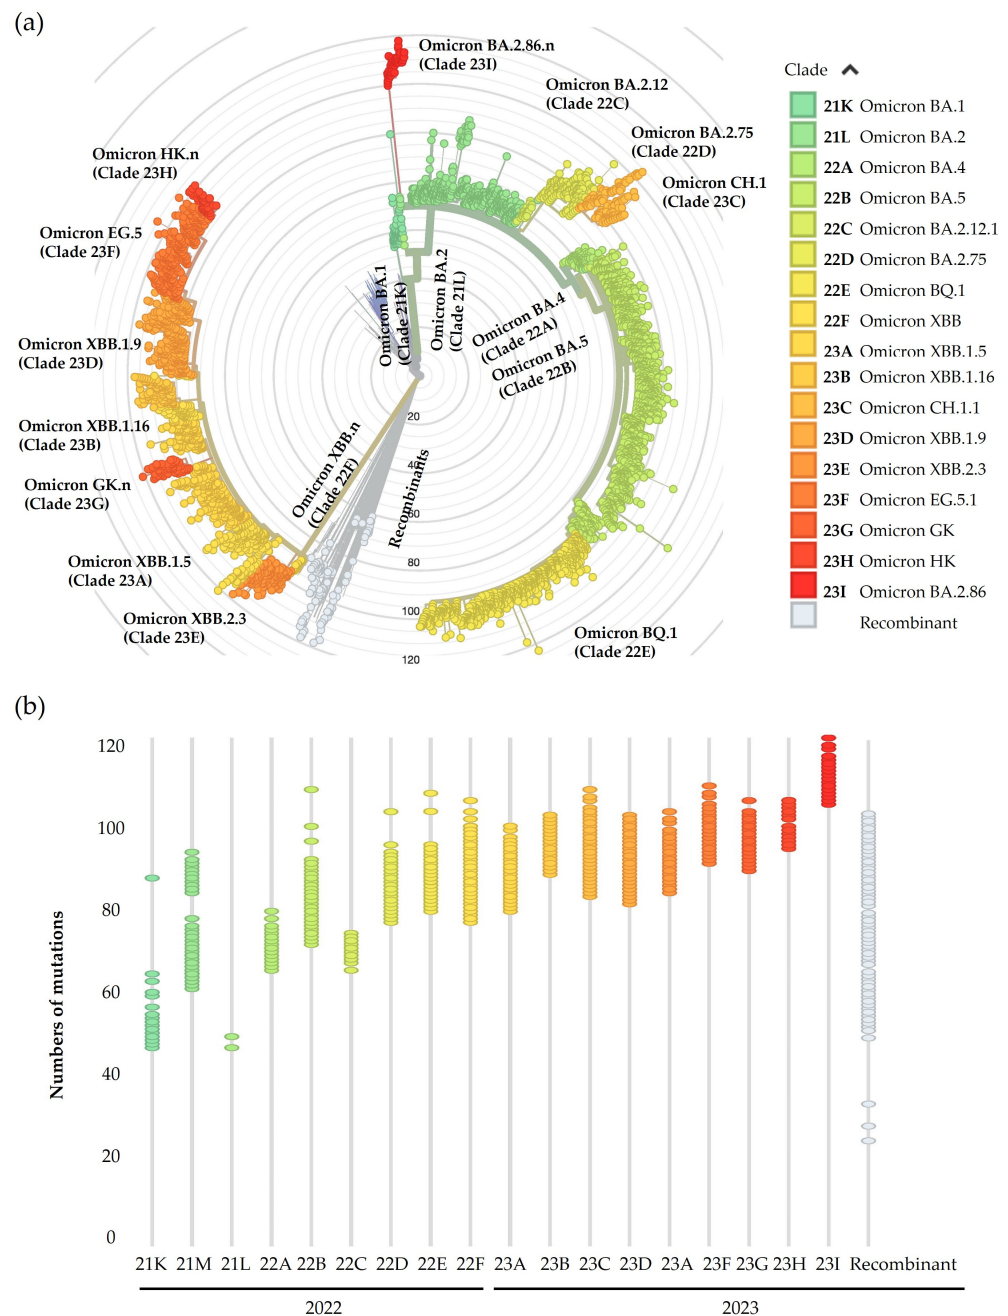 (a)
Omicron BA.2.86.n
(Clade 23I)
Omicron BA.2.12
(Clade 22C)
Omicron BA.2.75
(Clade 22D)
Omicron CH.1
(Clade 23C)
Omicron HK.n
(Clade 23H)
Omicron EG.5
(Clade 23F)
Omicron XBB.1.9
(Clade 23D)
Omicron XBB.1.16
(Clade 23B)
Omicron GK.n
(Clade 23G)
Omicron XBB.1.5
(Clade 23A)
Omicron XBB.2.3
(Clade 23E)
Omicron BA.1
(Clade 21K)
Omicron BA.2
(Clade 21L)
Omicron BA.4
(Clade 22A)
Omicron BA.5
(Clade 22B)
Omicron XBB.n
(Clade 22F)
Recombinants
Omicron BQ.1
(Clade 22E)
20
40
60
80
100
120
Clade
21K Omicron BA.1
21L Omicron BA.2
22A Omicron BA.4
22B Omicron BA.5
22C Omicron BA.2.12.1
22D Omicron BA.2.75
22E Omicron BQ.1
22F Omicron XBB
23A Omicron XBB.1.5
23B Omicron XBB.1.16
23C Omicron CH.1.1
23D Omicron XBB.1.9
23E Omicron XBB.2.3
23F Omicron EG.5.1
23G Omicron GK
23H Omicron HK
23I Omicron BA.2.86
Recombinant
(b)
Numbers of mutations
120
100
80
60
40
20
0
21K 21M 21L 22A 22B 22C 22D 22E 22F 23A 23B 23C 23D 23A 23F 23G 23H 23I Recombinant
2022 2023